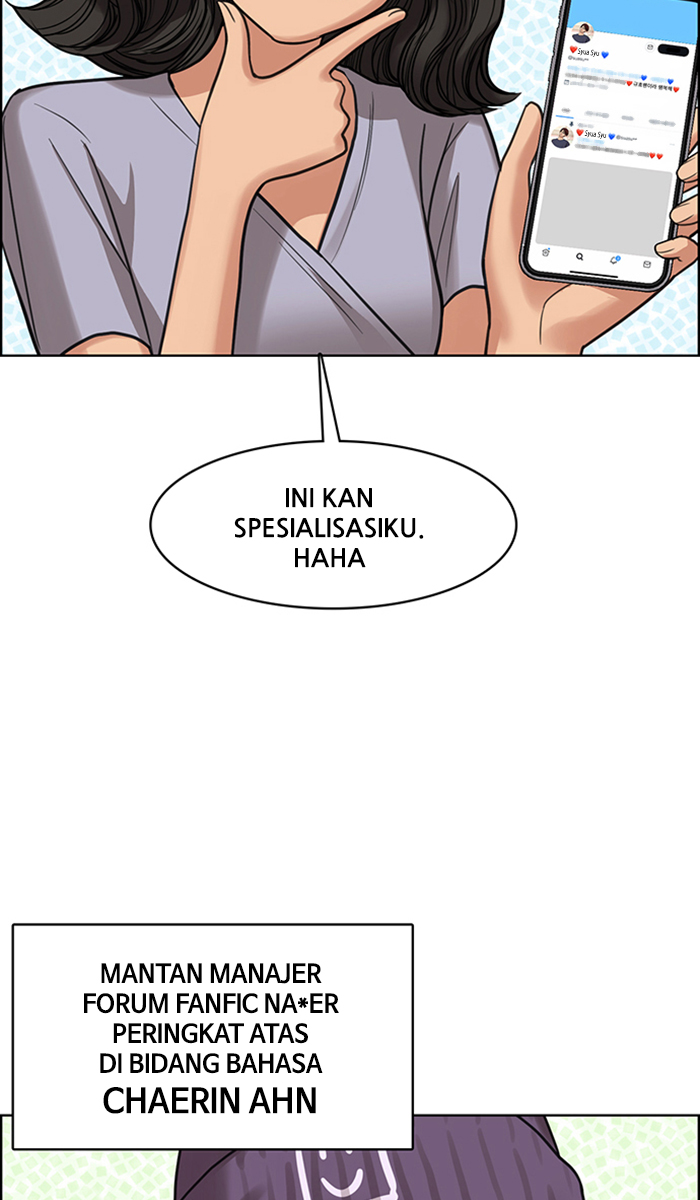 Syua Syu
Syua Syu
INI KAN
SPESIALISASIKU.
HAHA
MANTAN MANAJER
FORUM FANFIC NA*ER
PERINGKAT ATAS
DI BIDANG BAHASA
CHAERIN AHN